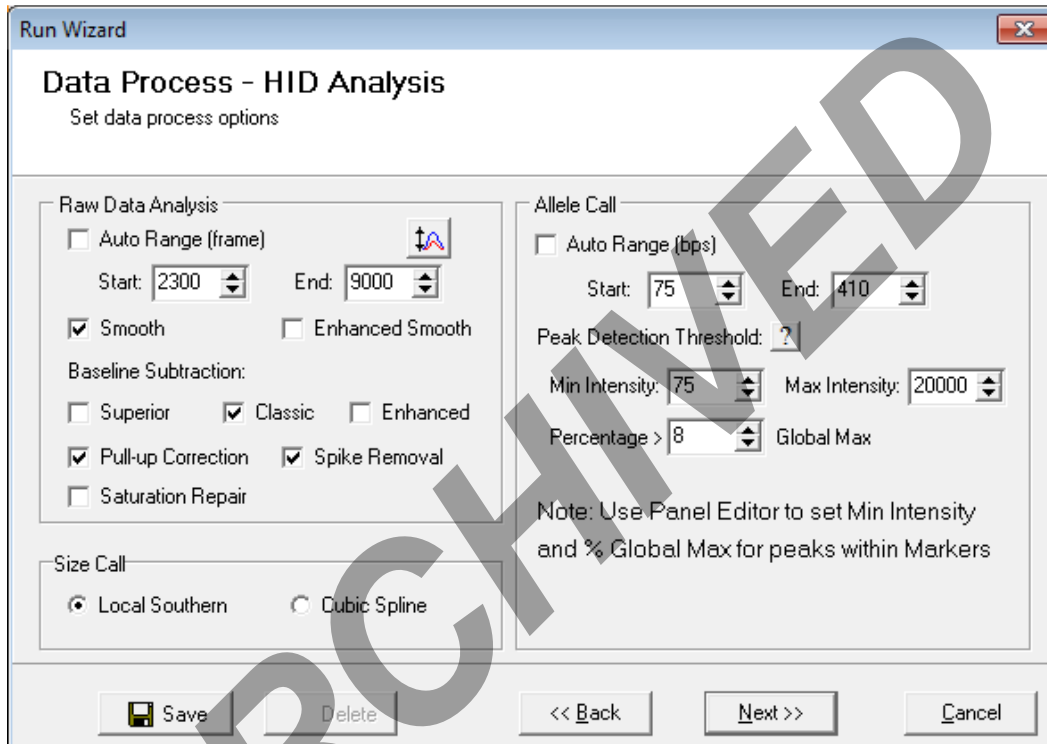 Run Wizard
Data Process - HID Analysis
Set data process options
Raw Data Analysis
Auto Range (frame)
Start: 2300 End: 9000
Smooth Enhanced Smooth
Baseline Subtraction:
Superior Classic Enhanced
Pull-up Correction Spike Removal
Saturation Repair
Size Call
Local Southern Cubic Spline
Allele Call
Auto Range (bps)
Start: 75 End: 410
Peak Detection Threshold: ?
Min Intensity: 75 Max Intensity: 20000
Percentage > 8 Global Max
Note: Use Panel Editor to set Min Intensity
and % Global Max for peaks within Markers
Save Delete << Back Next >> Cancel
ARCHIVED